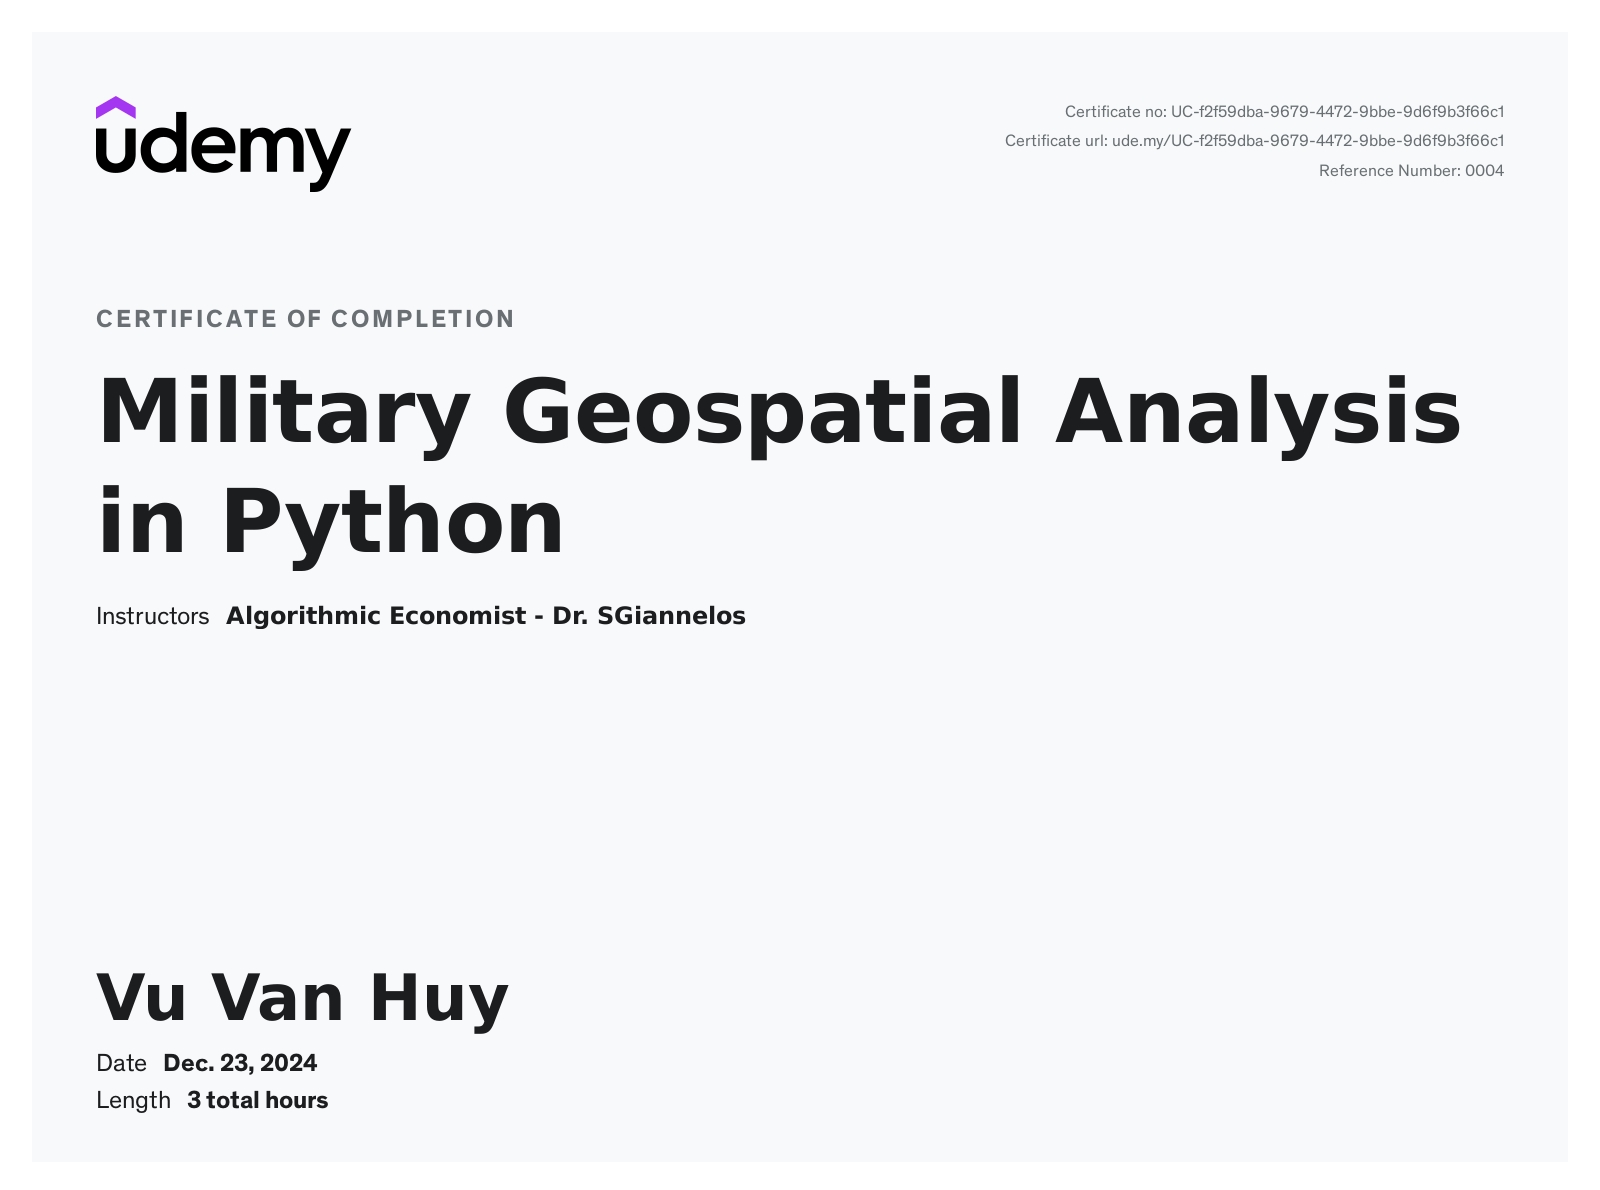 udemy
Certificate no: UC-f2f59dba-9679-4472-9bbe-9d6f9b3f66c1
Certificate url: ude.my/UC-f2f59dba-9679-4472-9bbe-9d6f9b3f66c1
Reference Number: 0004
CERTIFICATE OF COMPLETION
Military Geospatial Analysis
in Python
Instructors Algorithmic Economist - Dr. SGiannelos
Vu Van Huy
Date Dec. 23, 2024
Length 3 total hours